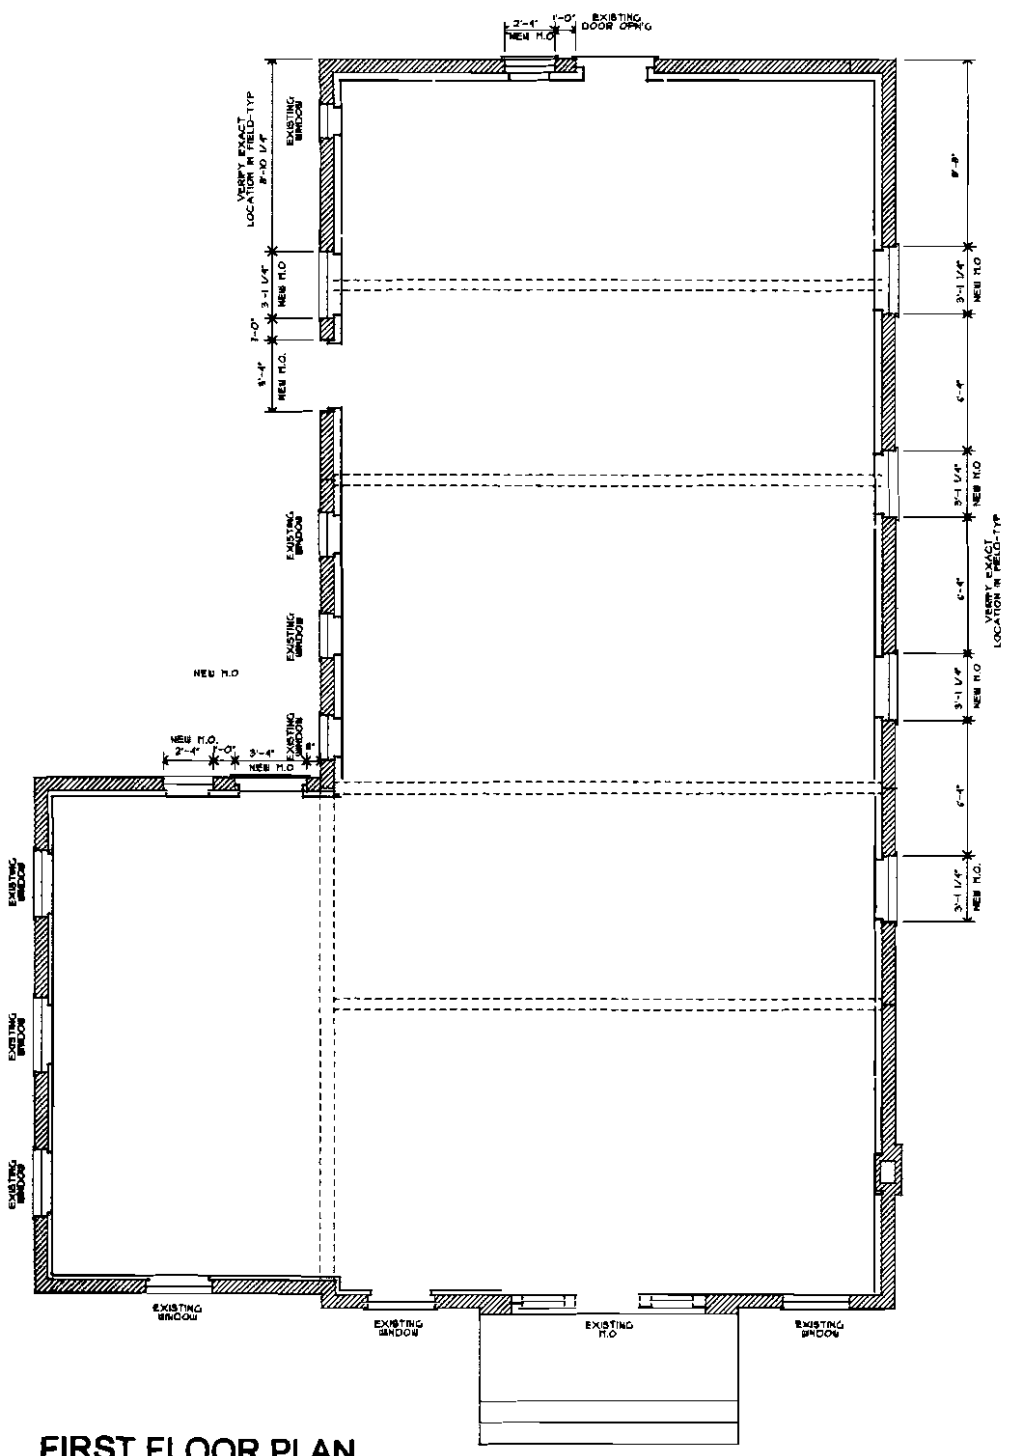 2'-4"
1'-0"
EXISTING
DOOR OPN'G
NEW M.O
EXISTING
WINDOW
VERIFY EXACT
LOCATION IN FIELD-TYP
8'-10 1/4"
8'-8"
3'-1 1/4"
NEW M.O
3'-1 1/4"
NEW M.O
1'-0"
NEW M.O.
6'-4"
3'-1 1/4"
NEW M.O
EXISTING
WINDOW
6'-4"
VERIFY EXACT
LOCATION IN FIELD-TYP
EXISTING
WINDOW
3'-1 1/4"
NEW M.O
NEW M.O
EXISTING
WINDOW
NEW M.O.
2'-4"
1'-0"
3'-4"
NEW M.O
6'-4"
3'-1 1/4"
NEW M.O.
EXISTING
WINDOW
EXISTING
WINDOW
EXISTING
WINDOW
EXISTING
WINDOW
EXISTING
WINDOW
EXISTING
M.O
EXISTING
WINDOW
FIRST FLOOR PLAN